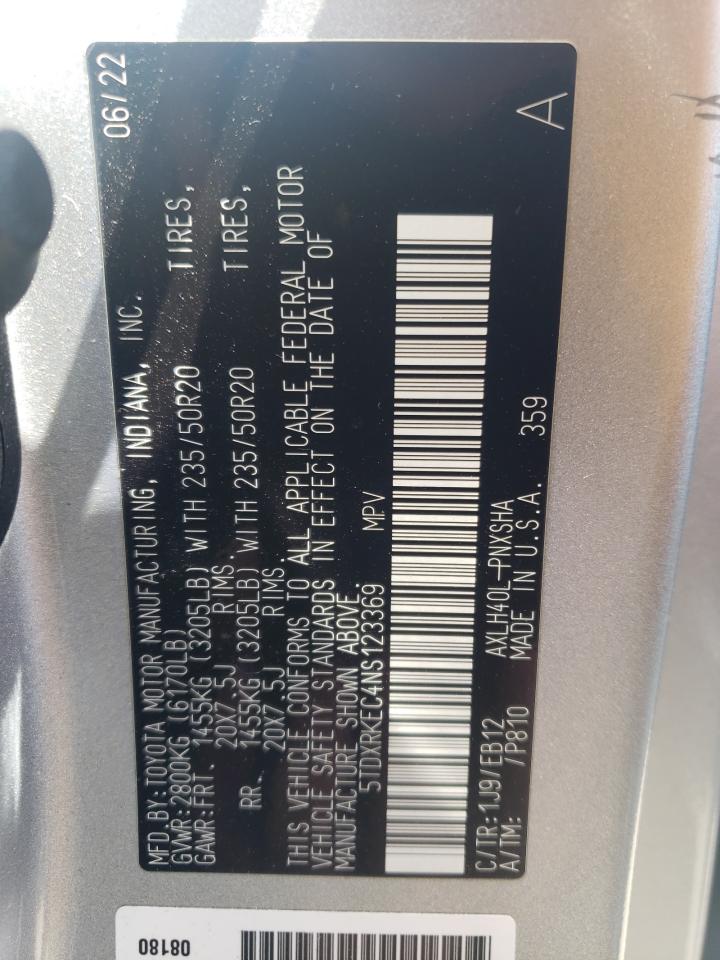 MFD.BY:TOYOTA MOTOR MANUFACTURING, INDIANA, INC. 06/22
GVWR:2800KG (6170LB)
GAWR:FRT. 1455KG (3205LB) WITH 235/50R20 TIRES,
20X7.5J RIMS.
RR. 1455KG (3205LB) WITH 235/50R20 TIRES,
20X7.5J RIMS
THIS VEHICLE CONFORMS TO ALL APPLICABLE FEDERAL MOTOR
VEHICLE SAFETY STANDARDS IN EFFECT ON THE DATE OF
MANUFACTURE SHOWN ABOVE.
5TDXRKEC4NS123369 MPV
A
C/TR:1J9/EB12 AXLH40L-PNXSHA 359
A/TM: /P810 MADE IN U.S.A.
08180